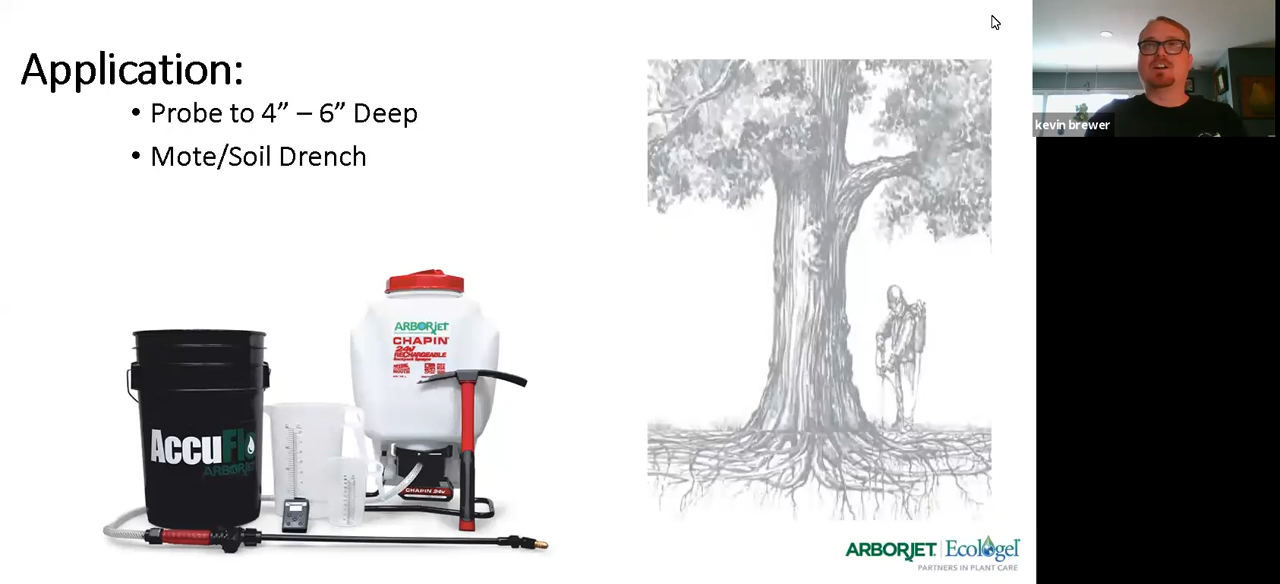 Application:
• Probe to 4” – 6” Deep
• Mote/Soil Drench
kevin brewer
ARBORJET
CHAPIN
24V
RECHARGEABLE
Backpack Sprayer
AccuFlo
ARBORJET
CHAPIN 24V
ARBORJET | Ecologel
PARTNERS IN PLANT CARE